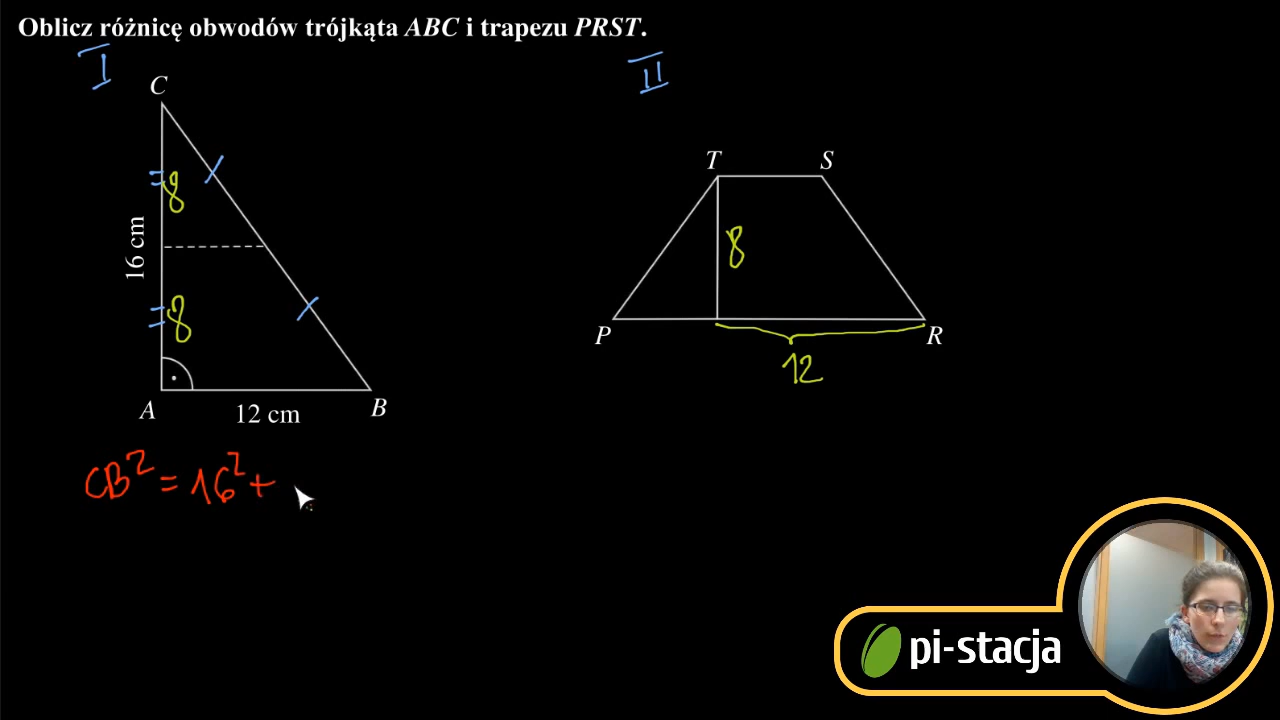 Oblicz różnicę obwodów trójkąta ABC i trapezu PRST.
I
II
C
T
S
8
16 cm
8
8
P
R
12
A
12 cm
B
CB² = 16² +
pi-stacja